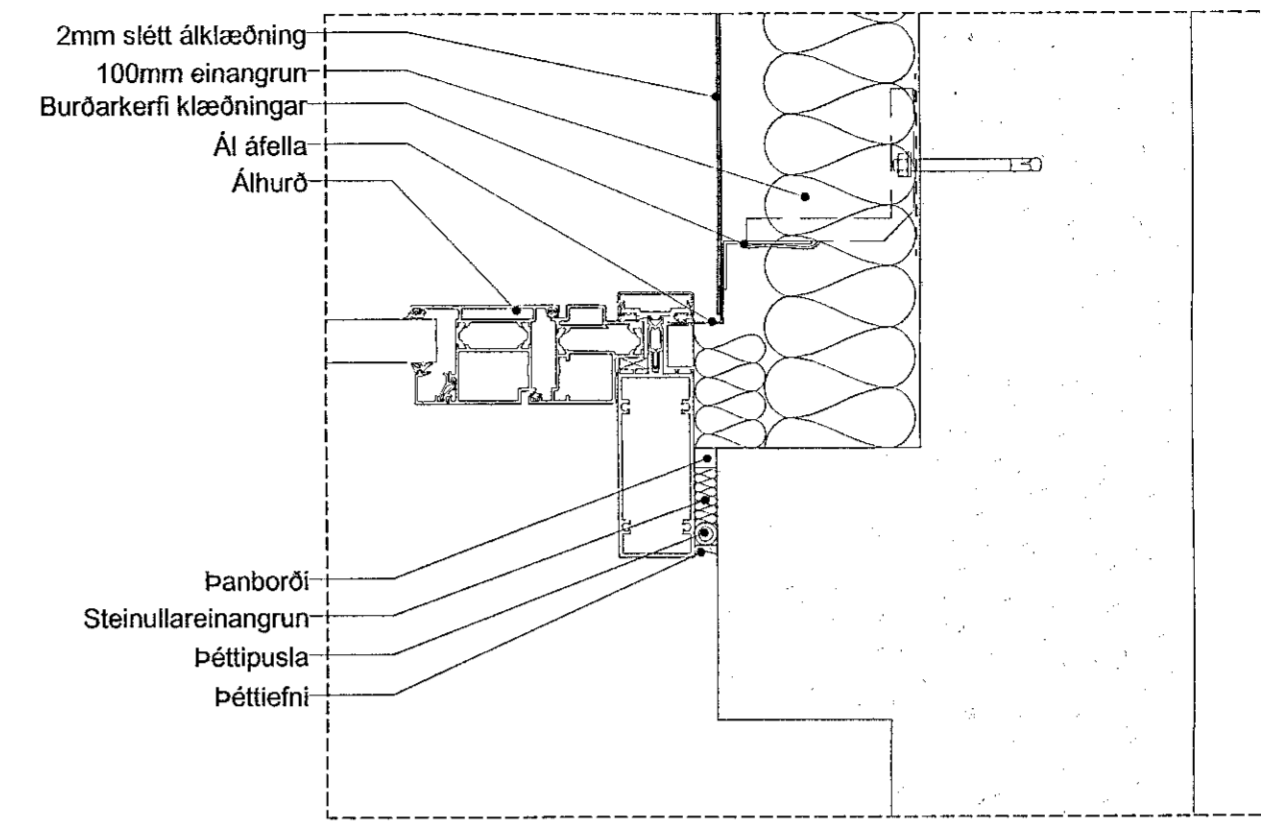 2mm slétt álklæðning
100mm einangrun
Burðarkerfi klæðningar
Ál áfella
Álhurð
Þanborði
Steinullareinangrun
Þéttipusla
Þéttiefni